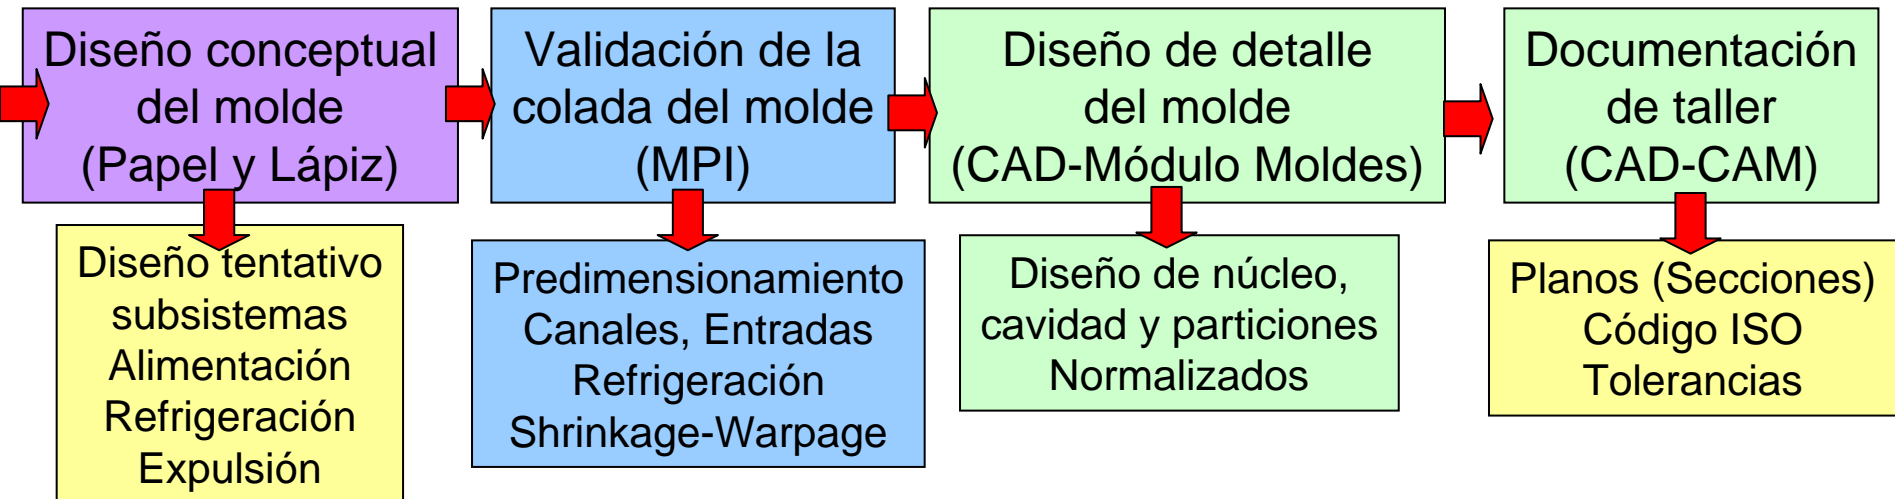 Diseño conceptual
del molde
(Papel y Lápiz)
Validación de la
colada del molde
(MPI)
Diseño de detalle
del molde
(CAD-Módulo Moldes)
Documentación
de taller
(CAD-CAM)
Diseño tentativo
subsistemas
Alimentación
Refrigeración
Expulsión
Predimensionamiento
Canales, Entradas
Refrigeración
Shrinkage-Warpage
Diseño de núcleo,
cavidad y particiones
Normalizados
Planos (Secciones)
Código ISO
Tolerancias